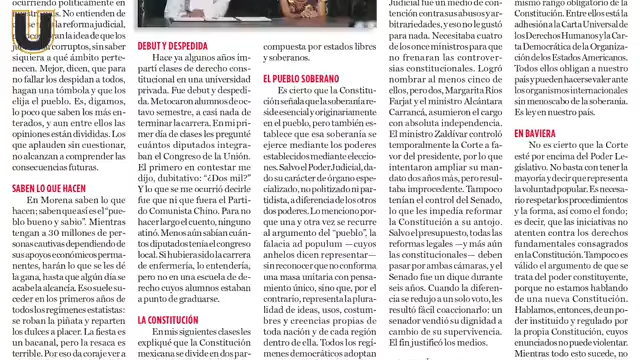 ocurriendo políticamente en
No entienden de
la reforma judicial,
la idea de que los
corruptos, sin saber
siquiera a qué ámbito perte-
necen. Mejor, dicen, que para
no fallar los despidan a todos,
hagan una tómbola y que los
elija el pueblo. Es, digamos,
lo poco que saben los más en-
terados, y aun entre ellos las
opiniones están divididas. Los
que aplauden sin cuestionar,
no alcanzan a comprender las
consecuencias futuras.
SABEN LO QUE HACEN
En Morena saben lo que
hacen; saben que así es el "pue-
blo bueno y sabio". Mientras
tengan a 30 millones de per-
sonas cautivas dependiendo de
sus apoyos económicos perma-
nentes, harán lo que se les dé
la gana, hasta que algún día se
acabe la alcancía. Eso suele su-
ceder en los primeros años de
todos los regímenes estatistas:
se roban la piñata y reparten
los dulces a placer. La fiesta es
un bacanal, pero la resaca es
terrible. Por eso da coraje ver a
U
DEBUT Y DESPEDIDA
Hace ya algunos años im-
partí clases de derecho cons-
titucional en una universidad
privada. Fue debut y despedi-
da. Me tocaron alumnos de oc-
tavo semestre, a casi nada de
terminar la carrera. En mi pri-
mer día de clases les pregunté
cuántos diputados integra-
ban el Congreso de la Unión.
El primero en contestar me
dijo, dubitativo: "¿Dos mil?"
Y lo que se me ocurrió decirle
fue que ni que fuera el Parti-
do Comunista Chino. Para no
hacer largo el cuento, ninguno
atinó. Menos aún sabían cuán-
tos diputados tenía el congreso
local. Si hubiera sido la carrera
de enfermería, lo entendería,
pero no en una escuela de de-
recho cuyos alumnos estaban
a punto de graduarse.
LA CONSTITUCIÓN
En mis siguientes clases les
expliqué que la Constitución
mexicana se divide en dos par-
compuesta por estados libres
y soberanos.
EL PUEBLO SOBERANO
Es cierto que la Constitu-
ción señala que la soberanía re-
side esencial y originariamente
en el pueblo, pero también es-
tablece que esa soberanía se
ejerce mediante los poderes
establecidos mediante eleccio-
nes. Salvo el Poder Judicial, da-
do su carácter de órgano espe-
cializado, no politizado ni par-
tidista, a diferencia de los otros
dos poderes. Lo menciono por-
que una y otra vez se recurre
al argumento del "pueblo", la
falacia ad populum —cuyos
anhelos dicen representar—
sin reconocer que no conforma
una masa unitaria con pensa-
miento único, sino que, por el
contrario, representa la plura-
lidad de ideas, usos, costum-
bres y creencias propias de
toda nación y de cada región
dentro de ella. Todos los regí-
menes democráticos adoptan
Judicial fue un medio de con-
tención contra sus abusos y ar-
bitrariedades, y eso no le gustó
para nada. Necesitaba cuatro
de los once ministros para que
no frenaran las controver-
sias constitucionales. Logró
nombrar al menos cinco de
ellos, pero dos, Margarita Ríos
Farjat y el ministro Alcántara
Carrancá, asumieron el cargo
con absoluta independencia.
El ministro Zaldívar controló
temporalmente la Corte a fa-
vor del presidente, por lo que
intentaron ampliar su man-
dato dos años más, pero resul-
taba improcedente. Tampoco
tenían el control del Senado,
lo que les impedía reformar
la Constitución a su antojo.
Salvo el presupuesto, todas las
reformas legales —y más aún
las constitucionales— deben
pasar por ambas cámaras, y el
Senado fue un dique durante
seis años. Cuando la diferen-
cia se redujo a un solo voto, les
resultó fácil coaccionarlo: un
senador vendió su dignidad a
cambio de su supervivencia.
El fin justificó los medios.
mismo rango obligatorio de la
Constitución. Entre ellos está la
adhesión a la Carta Universal de
los Derechos Humanos y la Car-
ta Democrática de la Organiza-
ción de los Estados Americanos.
Ellos obligan a nuestro
país y pueden hacerse valer ante
los organismos internacionales
sin menoscabo de la soberanía.
Es ley en nuestro país.
EN BAVIERA
No es cierto que la Corte
esté por encima del Poder Le-
gislativo. No basta con tener la
mayoría y decir que representa
la voluntad popular. Es necesa-
rio respetar los procedimientos
y la forma, así como el fondo;
es decir, que las iniciativas no
atenten contra los derechos
fundamentales consagrados
en la Constitución. Tampoco es
válido el argumento de que se
trata del poder constituyente,
porque no estamos hablando
de una nueva Constitución.
Hablamos, entonces, de un po-
der instituido y regulado por
la propia Constitución, cuyo
enunciado no puede violentar.
Mientras todo esto sucede, no